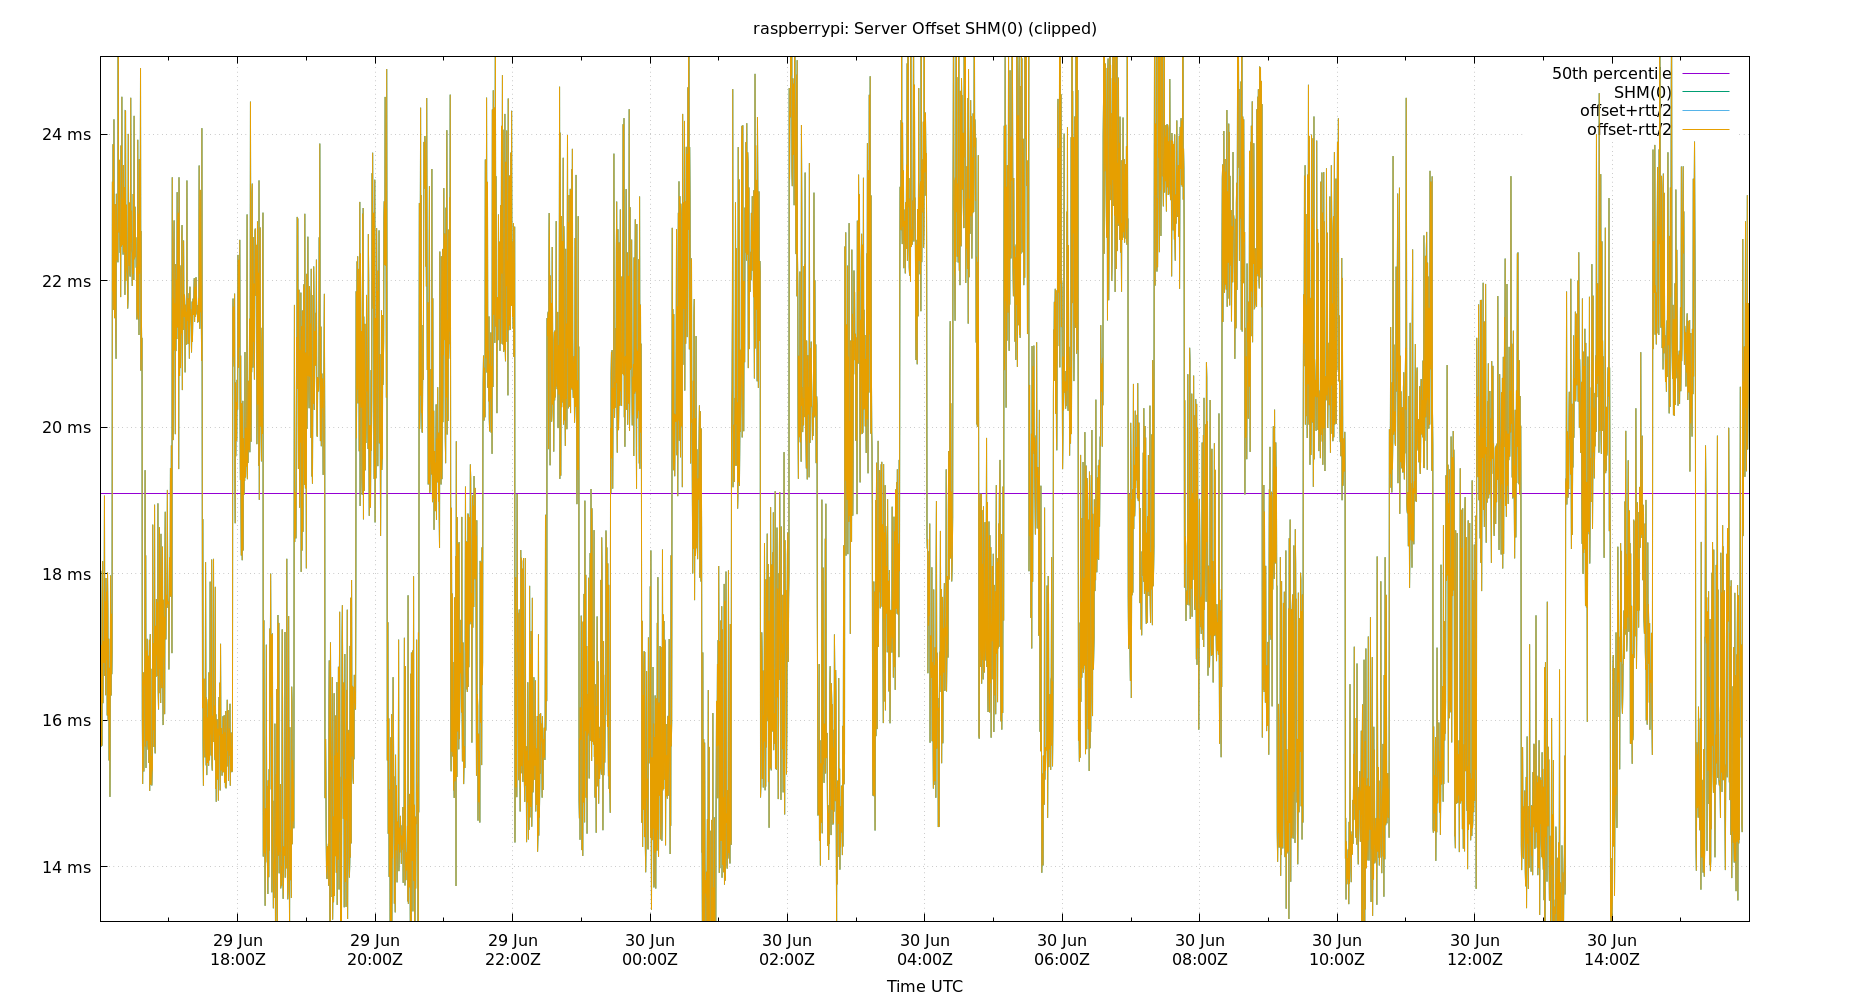 raspberrypi: Server Offset SHM(0) (clipped)
50th percentile
SHM(0)
offset+rtt/2
offset-rtt/2
24 ms
22 ms
20 ms
18 ms
16 ms
14 ms
29 Jun 29 Jun 29 Jun 30 Jun 30 Jun 30 Jun 30 Jun 30 Jun 30 Jun 30 Jun 30 Jun
18:00Z 20:00Z 22:00Z 00:00Z 02:00Z 04:00Z 06:00Z 08:00Z 10:00Z 12:00Z 14:00Z
Time UTC